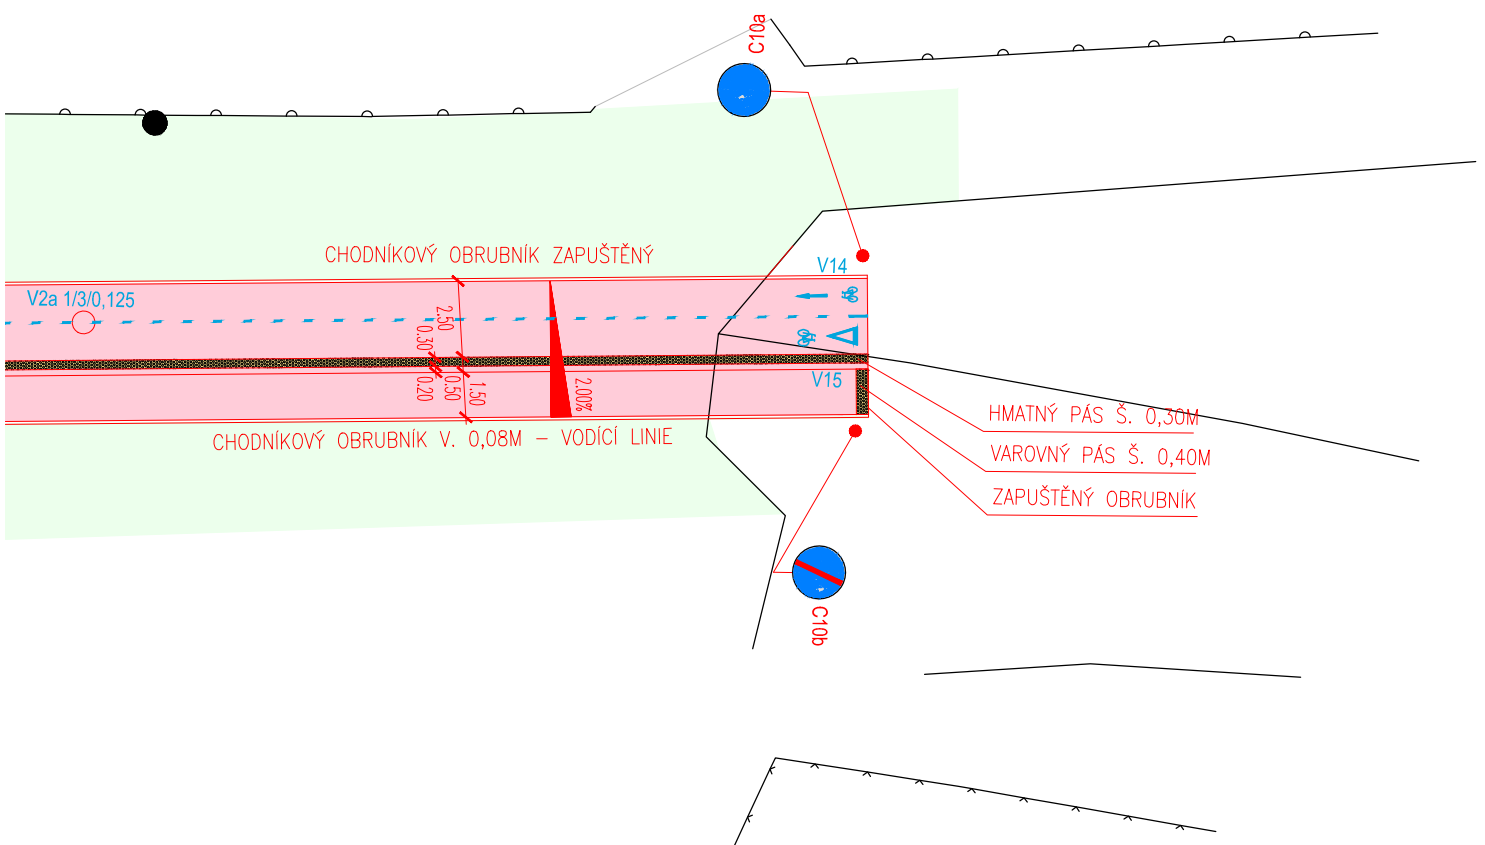 C10a
CHODNÍKOVÝ OBRUBNÍK ZAPUŠTĚNÝ
V14
V2a 1/3/0,125
2.50
0.30
0.20
0.50
1.50
2.00%
V15
HMATNÝ PÁS Š. 0,30M
CHODNÍKOVÝ OBRUBNÍK V. 0,08M – VODÍCÍ LINIE
VAROVNÝ PÁS Š. 0,40M
ZAPUŠTĚNÝ OBRUBNÍK
C10b